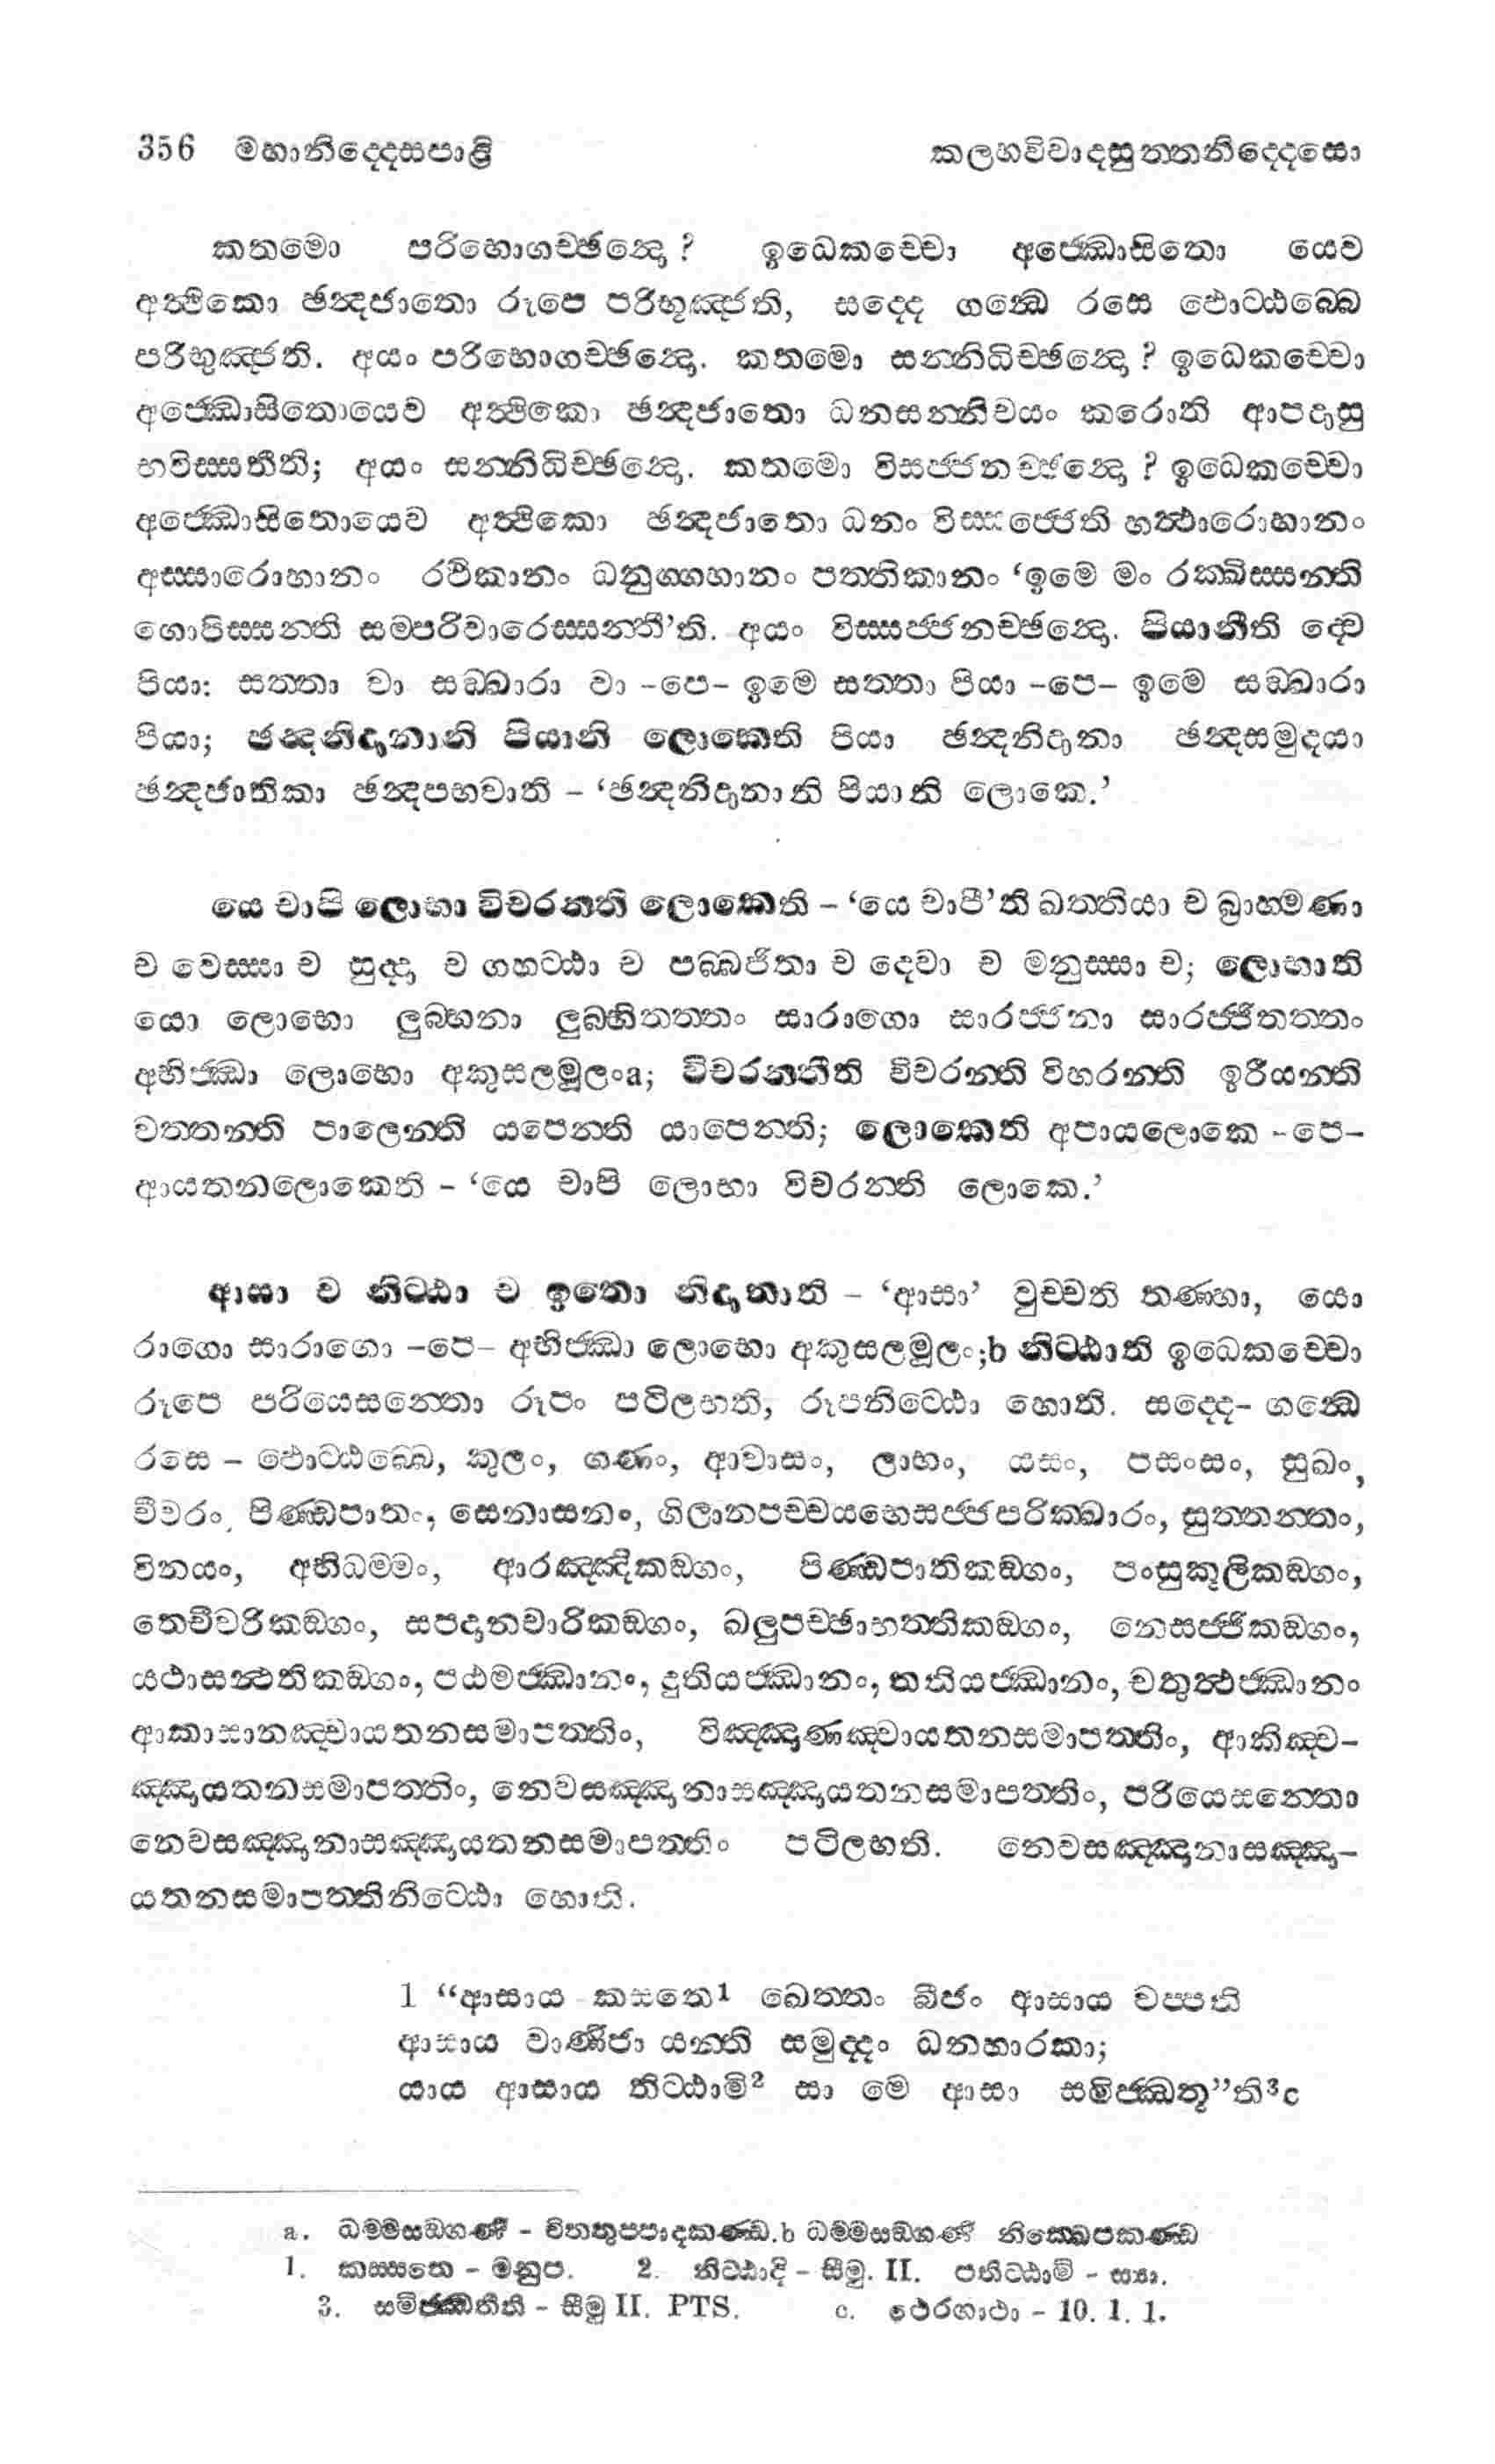 356 මහානිද්දෙසපාළි කලහවිවාදසුත්තනිද්දෙසො
කතමො පරිභොගච්ඡන්දො? ඉධෙකච්චො අජ්ඣොසිතො යෙව
අත්ථිකො ඡන්දජාතො රූපෙ පරිභුඤ්ජති, සද්දෙ ගන්ධෙ රසෙ ඵොට්ඨබ්බෙ
පරිභුඤ්ජති. අයං පරිභොගච්ඡන්දො. කතමො සන්නිධිච්ඡන්දො? ඉධෙකච්චො
අජ්ඣොසිතොයෙව අත්ථිකො ඡන්දජාතො ධනසන්නිචයං කරොති ආපදාසු
භවිස්සතීති; අයං සන්නිධිච්ඡන්දො. කතමො විසජ්ජනච්ඡන්දො? ඉධෙකච්චො
අජ්ඣොසිතොයෙව අත්ථිකො ඡන්දජාතො ධනං විස්සජ්ජෙති හත්ථාරොහානං
අස්සාරොහානං රථිකානං ධනුග්ගහානං පත්තිකානං ‘ඉමෙ මං රක්ඛිස්සන්ති
ගොපිස්සන්ති සම්පරිවාරෙස්සන්තී’ති. අයං විස්සජ්ජනච්ඡන්දො. පියානීති ද්වෙ
පියා: සත්තා වා සඞ්ඛාරා වා -පෙ- ඉමෙ සත්තා පියා -පෙ- ඉමෙ සඞ්ඛාරා
පියා; ඡන්දනිදානානි පියානි ලොකෙති පියා ඡන්දනිදානා ඡන්දසමුදයා
ඡන්දජාතිකා ඡන්දපභවාති - ‘ඡන්දනිදානානි පියානි ලොකෙ.’
යෙ චාපි ලොභා විචරන්ති ලොකෙති - ‘යෙ චාපී’ති ඛත්තියා ච බ්‍රාහ්මණා
ච වෙස්සා ච සුද්දා ච ගහට්ඨා ච පබ්බජිතා ච දෙවා ච මනුස්සා ච; ලොභාති
යො ලොභො ලුබ්භනා ලුබ්භිතත්තං සාරාගො සාරජ්ජනා සාරජ්ජිතත්තං
අභිජ්ඣා ලොභො අකුසලමූලංa; විචරන්තීති විචරන්ති විහරන්ති ඉරීයන්ති
වත්තන්ති පාලෙන්ති යපෙන්ති යාපෙන්ති; ලොකෙති අපායලොකෙ -පෙ-
ආයතනලොකෙති - ‘යෙ චාපි ලොභා විචරන්ති ලොකෙ.’
ආසා ච නිට්ඨා ච ඉතො නිදානාති - ‘ආසා’ වුච්චති තණ්හා, යො
රාගො සාරාගො -පෙ- අභිජ්ඣා ලොභො අකුසලමූලං;b නිට්ඨාති ඉධෙකච්චො
රූපෙ පරියෙසන්තො රූපං පටිලභති, රූපනිට්ඨො හොති. සද්දෙ- ගන්ධෙ
රසෙ - ඵොට්ඨබ්බෙ, කුලං, ගණං, ආවාසං, ලාභං, යසං, පසංසං, සුඛං,
චීවරං, පිණ්ඩපාතං, සෙනාසනං, ගිලානපච්චයභෙසජ්ජපරික්ඛාරං, සුත්තන්තං,
විනයං, අභිධම්මං, ආරඤ්ඤිකඞ්ගං, පිණ්ඩපාතිකඞ්ගං, පංසුකූලිකඞ්ගං,
තෙචීවරිකඞ්ගං, සපදානචාරිකඞ්ගං, ඛලුපච්ඡාභත්තිකඞ්ගං, නෙසජ්ජිකඞ්ගං,
යථාසන්ථතිකඞ්ගං, පඨමජ්ඣානං, දුතියජ්ඣානං, තතියජ්ඣානං, චතුත්ථජ්ඣානං
ආකාසානඤ්චායතනසමාපත්තිං, විඤ්ඤාණඤ්චායතනසමාපත්තිං, ආකිඤ්ච-
ඤ්ඤායතනසමාපත්තිං, නෙවසඤ්ඤානාසඤ්ඤායතනසමාපත්තිං, පරියෙසන්තො
නෙවසඤ්ඤානාසඤ්ඤායතනසමාපත්තිං පටිලභති. නෙවසඤ්ඤානාසඤ්ඤා-
යතනසමාපත්තිනිට්ඨො හොති.
1 “ආසාය කසතෙ1 ඛෙත්තං බීජං ආසාය වප්පති
ආසාය වාණිජා යන්ති සමුද්දං ධනහාරකා;
යාය ආසාය තිට්ඨාමි2 සා මෙ ආසා සමිජ්ඣතූ”ති3c
a. ධම්මසඞ්ගණී - චිත්තුප්පාදකණ්ඩ.b ධම්මසඞ්ගණී නික්ඛෙපකණ්ඩ
1. කස්සතෙ - මනුප. 2. නිට්ඨාදි - සීමු. II. පතිට්ඨාමි - ස්‍යා.
3. සමිජ්ඣතීති - සීමු II. PTS. c. ථෙරගාථා - 10. 1. 1.